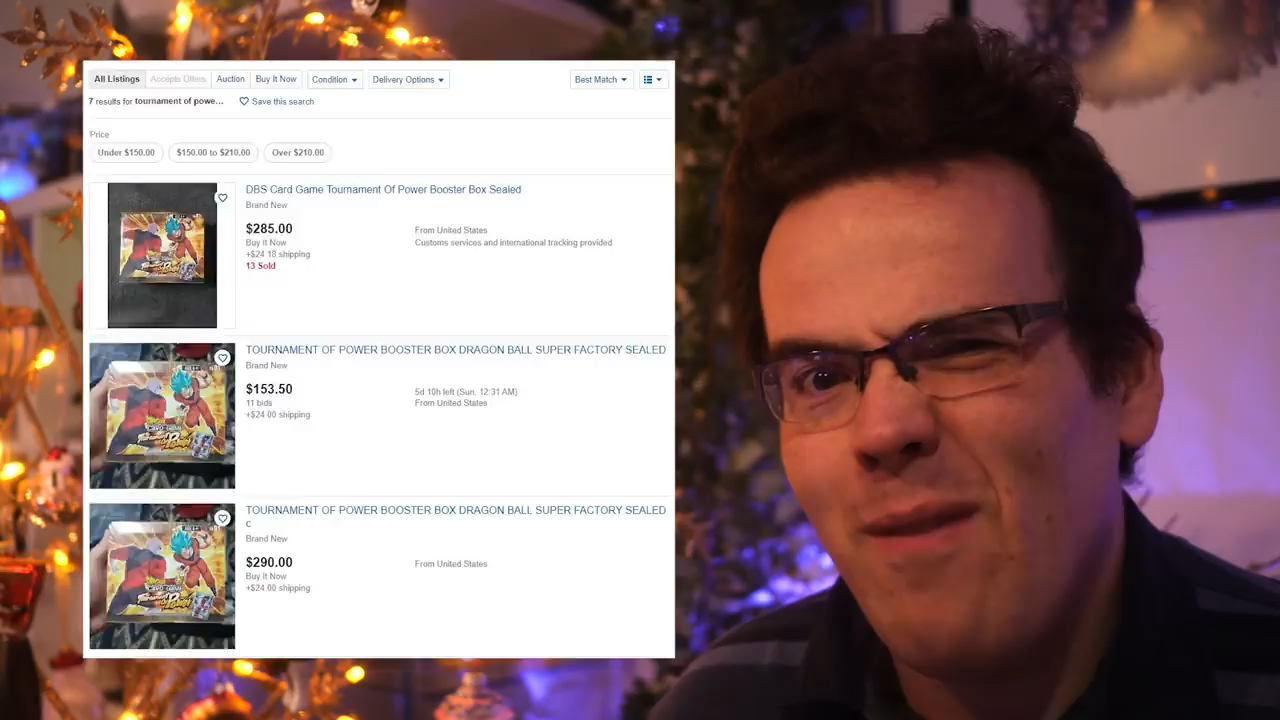 All Listings Accepts Offers Auction Buy It Now Condition Delivery Options Best Match
7 results for tournament of powe... Save this search
Price
Under $150.00 $150.00 to $210.00 Over $210.00
DBS Card Game Tournament Of Power Booster Box Sealed
Brand New
$285.00
From United States
Buy It Now
Customs services and international tracking provided
+$24.18 shipping
13 Sold
TOURNAMENT OF POWER BOOSTER BOX DRAGON BALL SUPER FACTORY SEALED
Brand New
$153.50
5d 10h left (Sun, 12:31 AM)
11 bids
From United States
+$24.00 shipping
TOURNAMENT OF POWER BOOSTER BOX DRAGON BALL SUPER FACTORY SEALED
c
Brand New
$290.00
From United States
Buy It Now
+$24.00 shipping